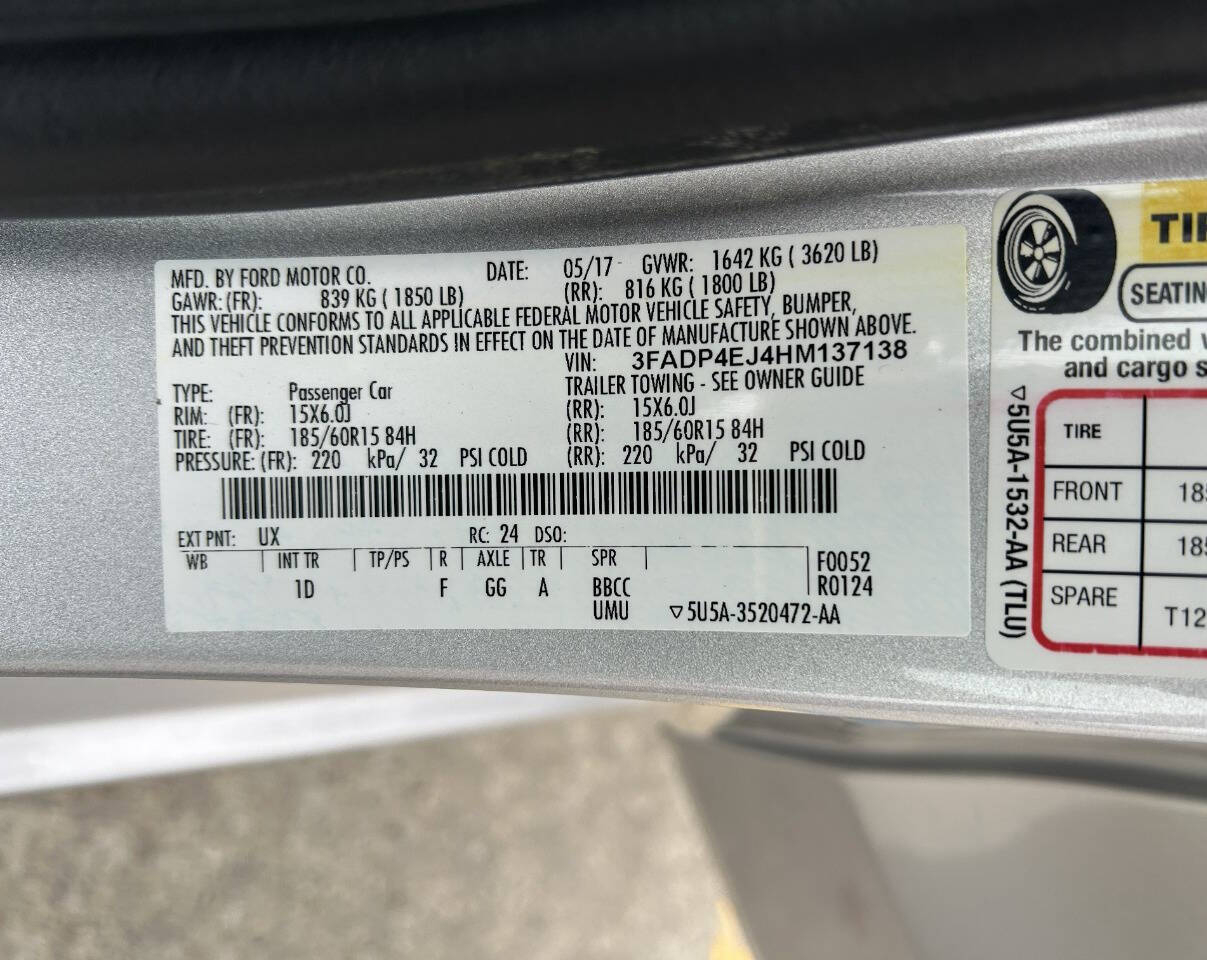 MFD. BY FORD MOTOR CO. DATE: 05/17 GVWR: 1642 KG ( 3620 LB)
GAWR: (FR): 839 KG ( 1850 LB) (RR): 816 KG ( 1800 LB)
THIS VEHICLE CONFORMS TO ALL APPLICABLE FEDERAL MOTOR VEHICLE SAFETY, BUMPER,
AND THEFT PREVENTION STANDARDS IN EFFECT ON THE DATE OF MANUFACTURE SHOWN ABOVE.
VIN: 3FADP4EJ4HM137138
TYPE: Passenger Car TRAILER TOWING - SEE OWNER GUIDE
RIM: (FR): 15X6.0J (RR): 15X6.0J
TIRE: (FR): 185/60R15 84H (RR): 185/60R15 84H
PRESSURE: (FR): 220 kPa/ 32 PSI COLD (RR): 220 kPa/ 32 PSI COLD
EXT PNT: UX RC: 24 DSO:
WB INT TR TP/PS R AXLE TR SPR F0052
1D F GG A BBCC R0124
UMU ▽5U5A-3520472-AA
SEATIN
The combined
and cargo s
▽5U5A-1532-AA (TLU)
TIRE
FRONT 185
REAR 185
SPARE T12